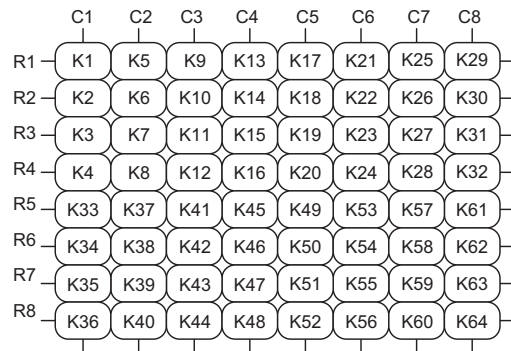 C1 C2 C3 C4 C5 C6 C7 C8
R1 K1 K5 K9 K13 K17 K21 K25 K29
R2 K2 K6 K10 K14 K18 K22 K26 K30
R3 K3 K7 K11 K15 K19 K23 K27 K31
R4 K4 K8 K12 K16 K20 K24 K28 K32
R5 K33 K37 K41 K45 K49 K53 K57 K61
R6 K34 K38 K42 K46 K50 K54 K58 K62
R7 K35 K39 K43 K47 K51 K55 K59 K63
R8 K36 K40 K44 K48 K52 K56 K60 K64